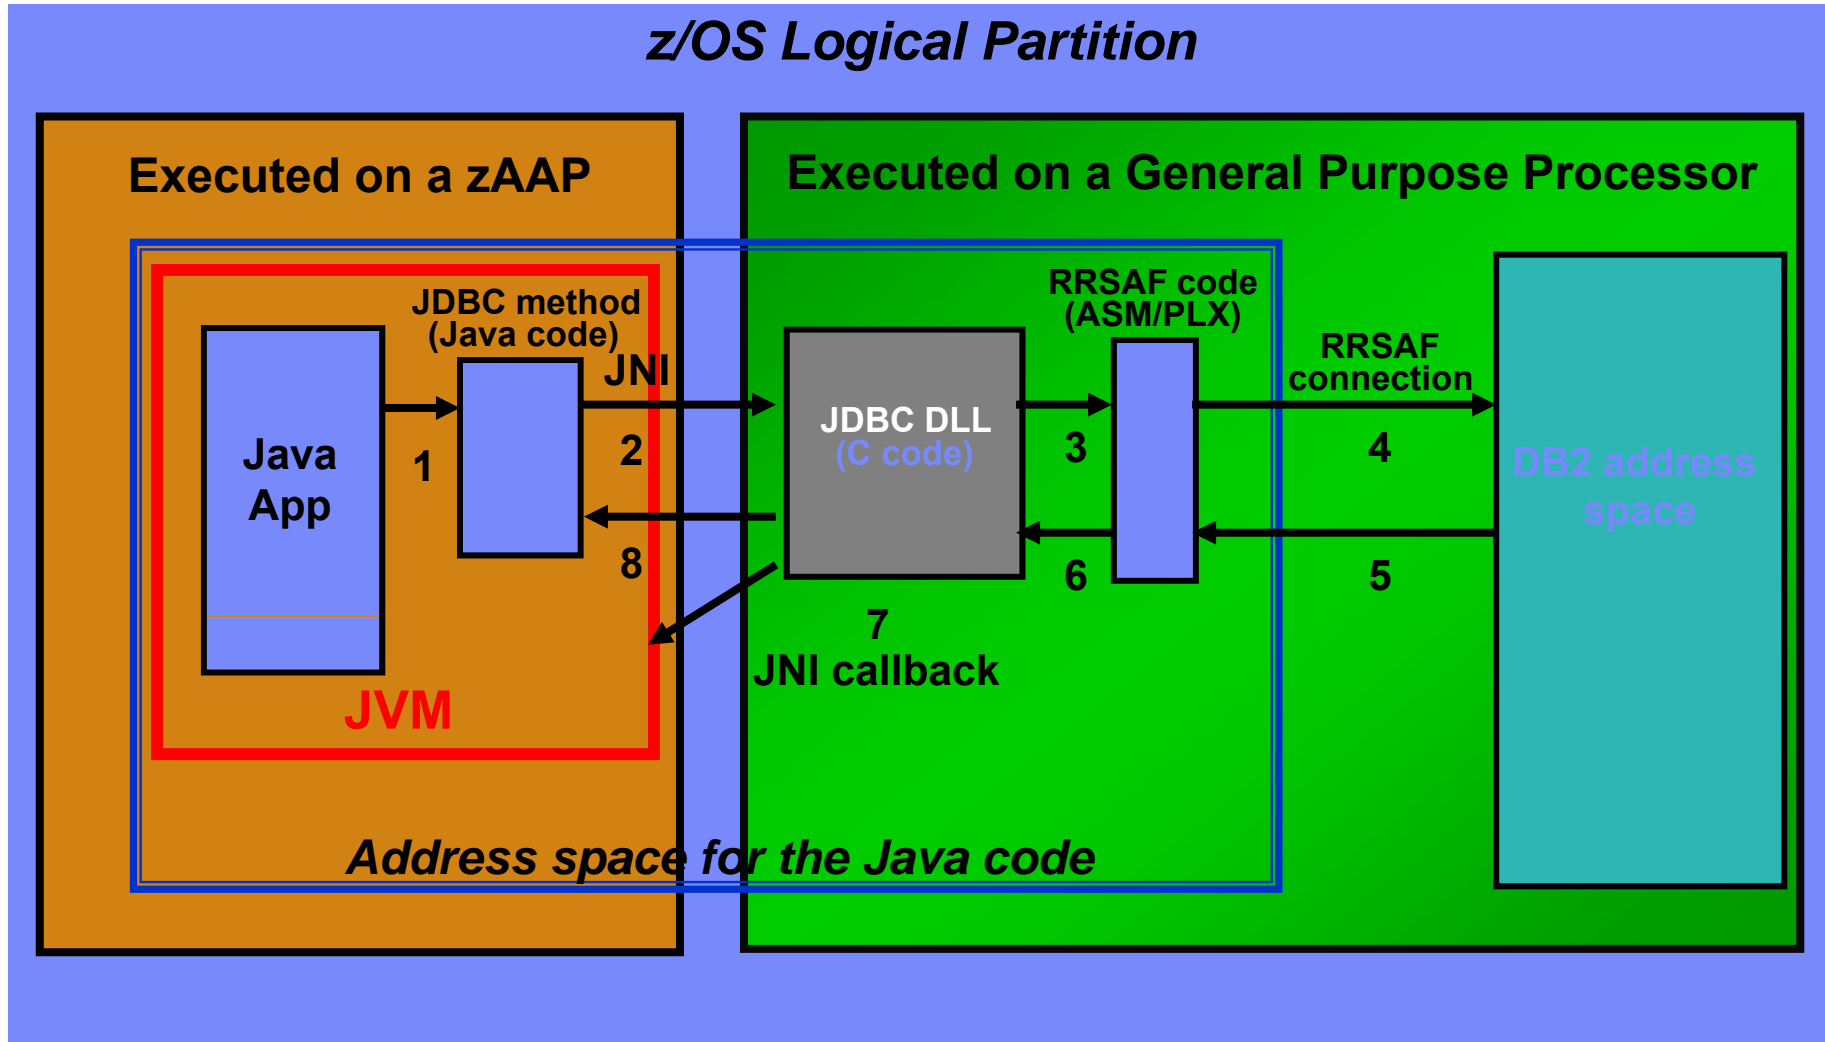 z/OS Logical Partition
Executed on a zAAP
Executed on a General Purpose Processor
JDBC method
(Java code)
JNI
RRSAF code
(ASM/PLX)
RRSAF
connection
Java
App
1
2
8
JDBC DLL
(C code)
3
6
4
5
DB2 address
space
7
JNI callback
JVM
Address space for the Java code